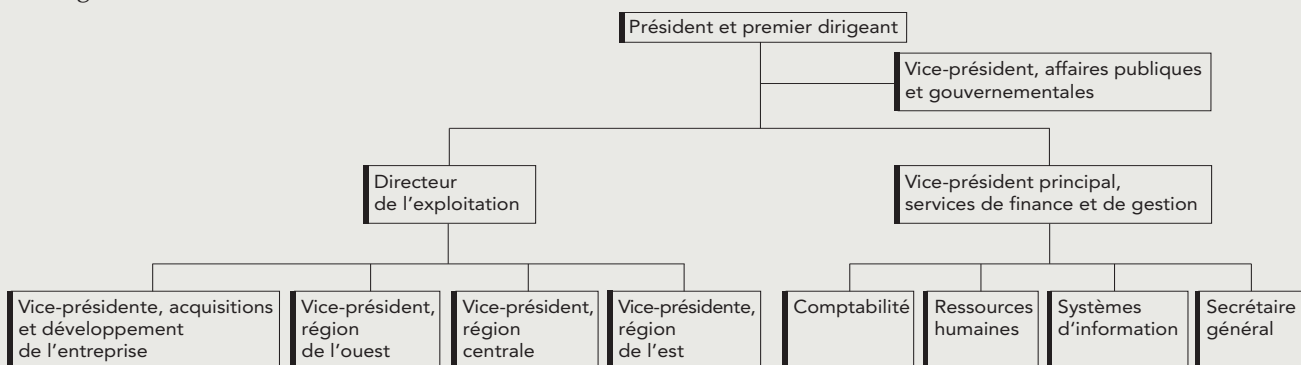 Président et premier dirigeant
Vice-président, affaires publiques
et gouvernementales
Directeur
de l'exploitation
Vice-président principal,
services de finance et de gestion
Vice-présidente, acquisitions
et développement
de l'entreprise
Vice-président,
région
de l'ouest
Vice-président,
région
centrale
Vice-présidente,
région
de l'est
Comptabilité
Ressources
humaines
Systèmes
d'information
Secrétaire
général